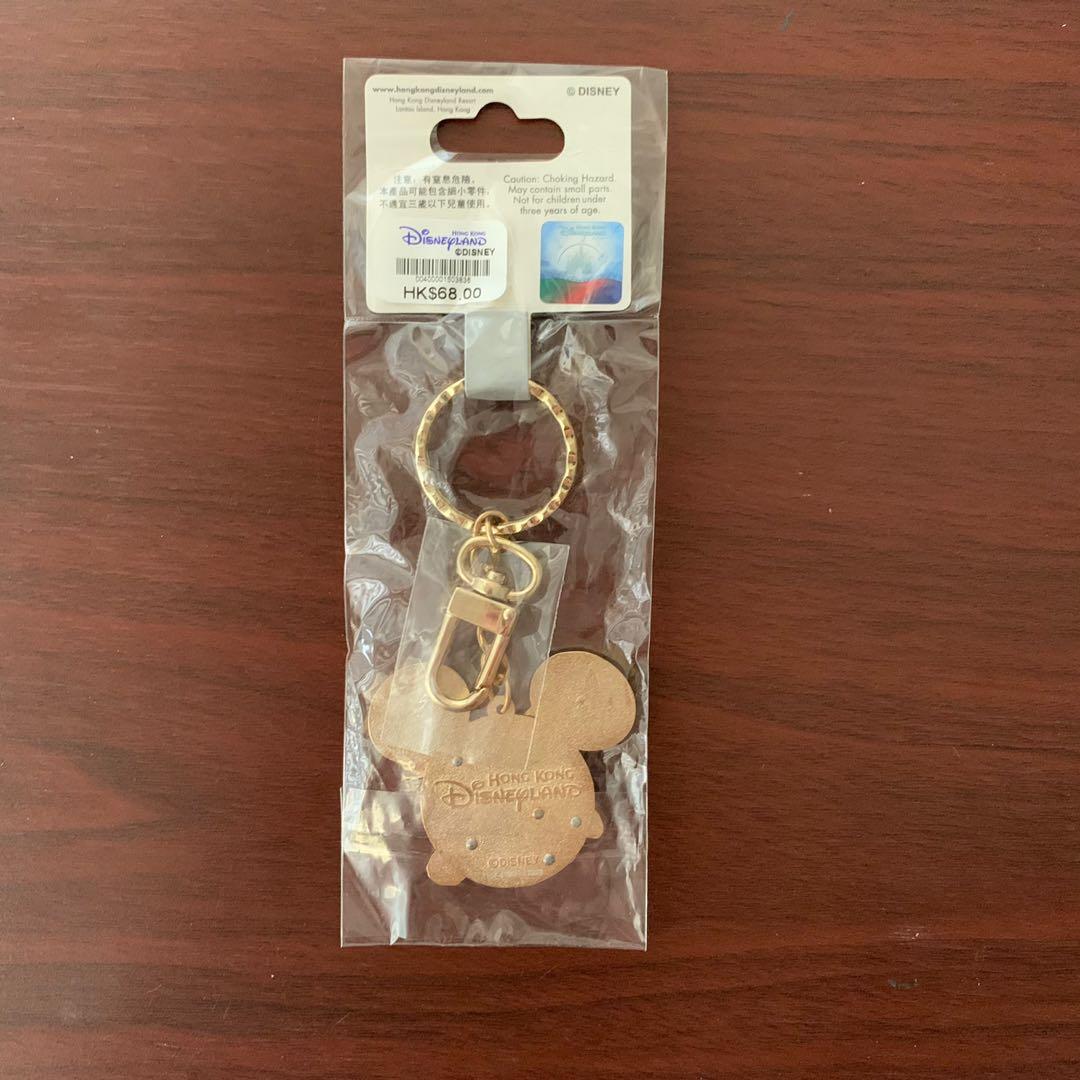 www.hongkongdisneyland.com
Hong Kong Disneyland Resort
Lantau Island, Hong Kong
© DISNEY
注意：有窒息危險。
本產品可能包含細小零件，
不適宜三歲以下兒童使用。
Caution: Choking Hazard.
May contain small parts.
Not for children under
three years of age.
HONG KONG
DISNEYLAND
©DISNEY
HK$68.00
HONG KONG
DISNEYLAND
HONG KONG
DISNEYLAND
©DISNEY